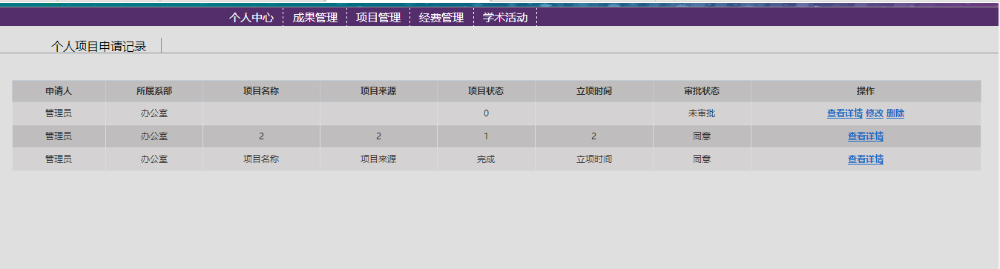 个人中心 成果管理 项目管理 经费管理 学术活动
个人项目申请记录
申请人 所属系部 项目名称 项目来源 项目状态 立项时间 审批状态 操作
管理员 办公室 0 未审批 查看详情 修改 删除
管理员 办公室 2 2 1 2 同意 查看详情
管理员 办公室 项目名称 项目来源 完成 立项时间 同意 查看详情